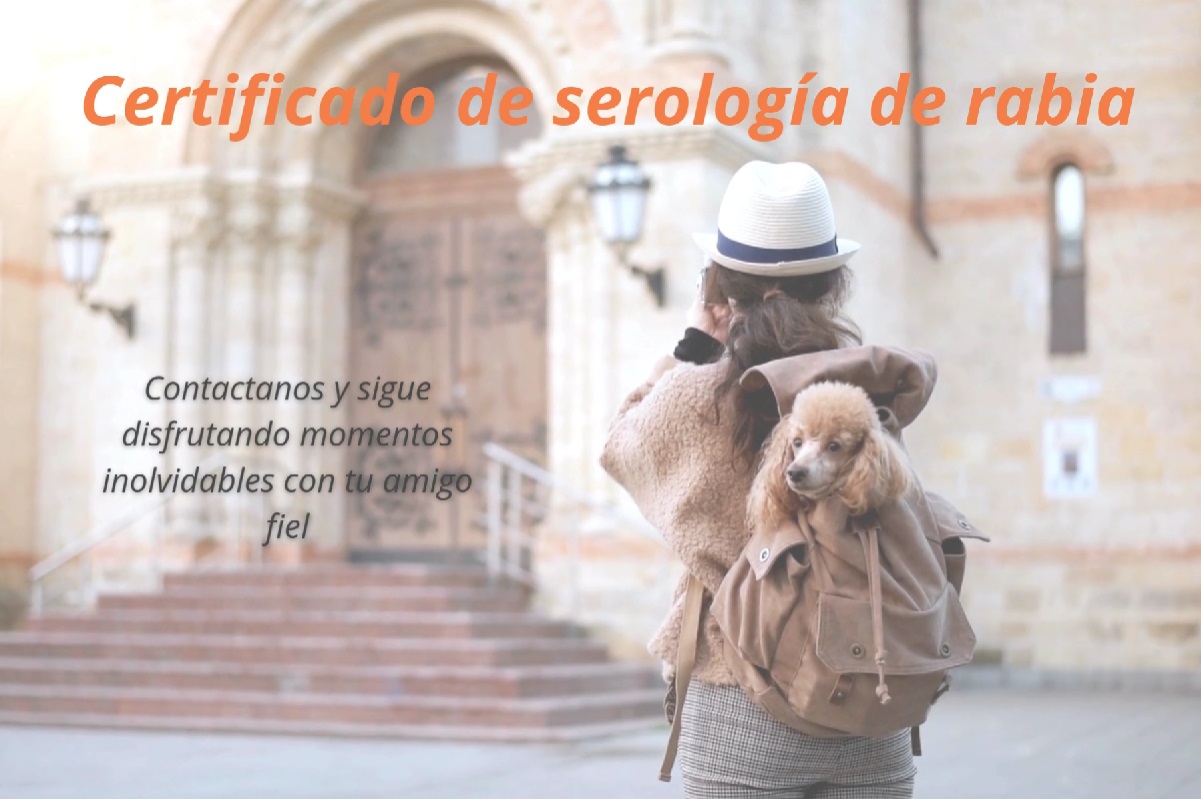 Certificado de serología de rabia
Contactanos y sigue
disfrutando momentos
inolvidables con tu amigo
fiel